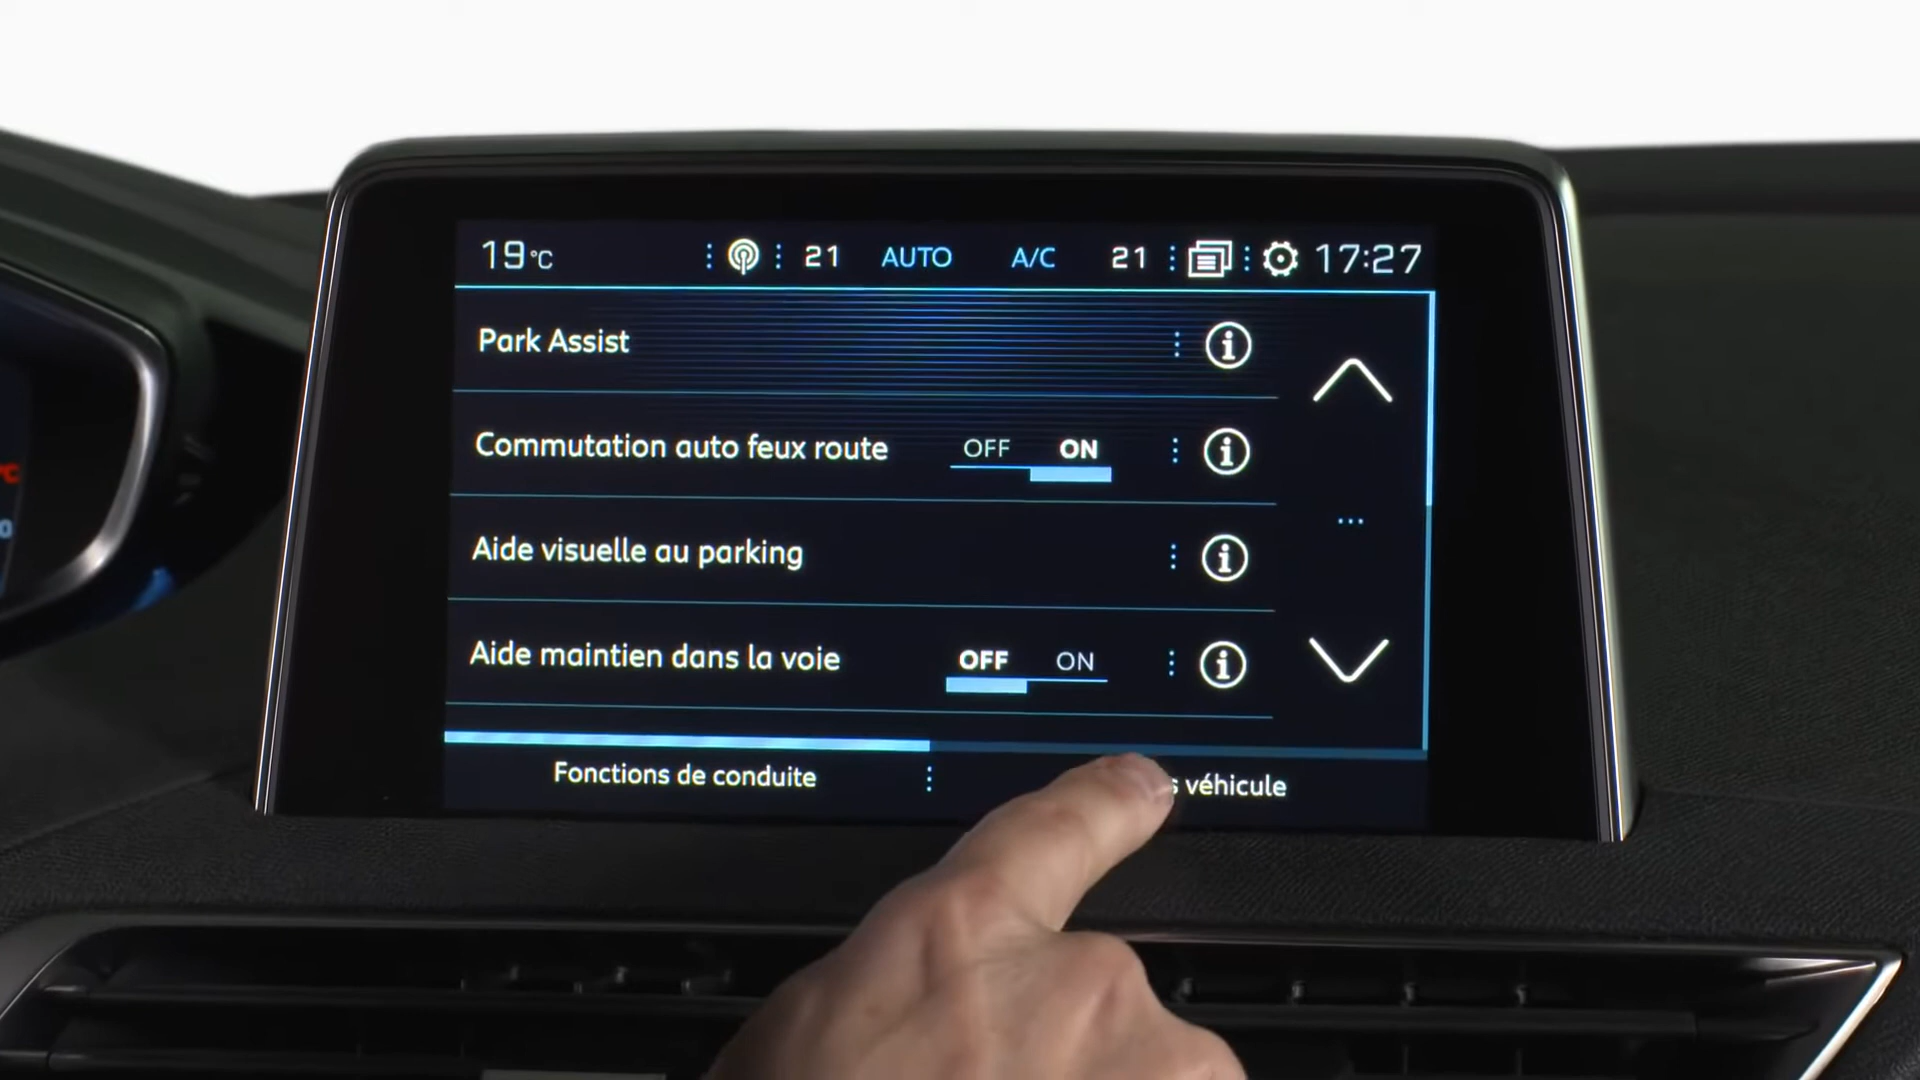 19°C 21 AUTO A/C 21 17:27
Park Assist
Commutation auto feux route OFF ON
Aide visuelle au parking
Aide maintien dans la voie OFF ON
Fonctions de conduite véhicule
°C
0